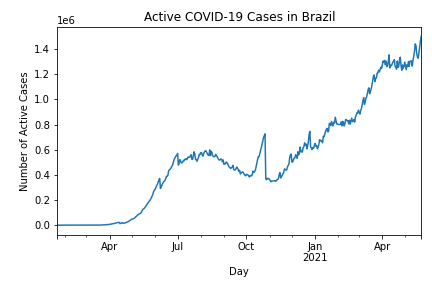 Active COVID-19 Cases in Brazil
1e6
1.4
1.2
1.0
0.8
0.6
0.4
0.2
0.0
Number of Active Cases
Apr
Jul
Oct
Jan
2021
Apr
Day